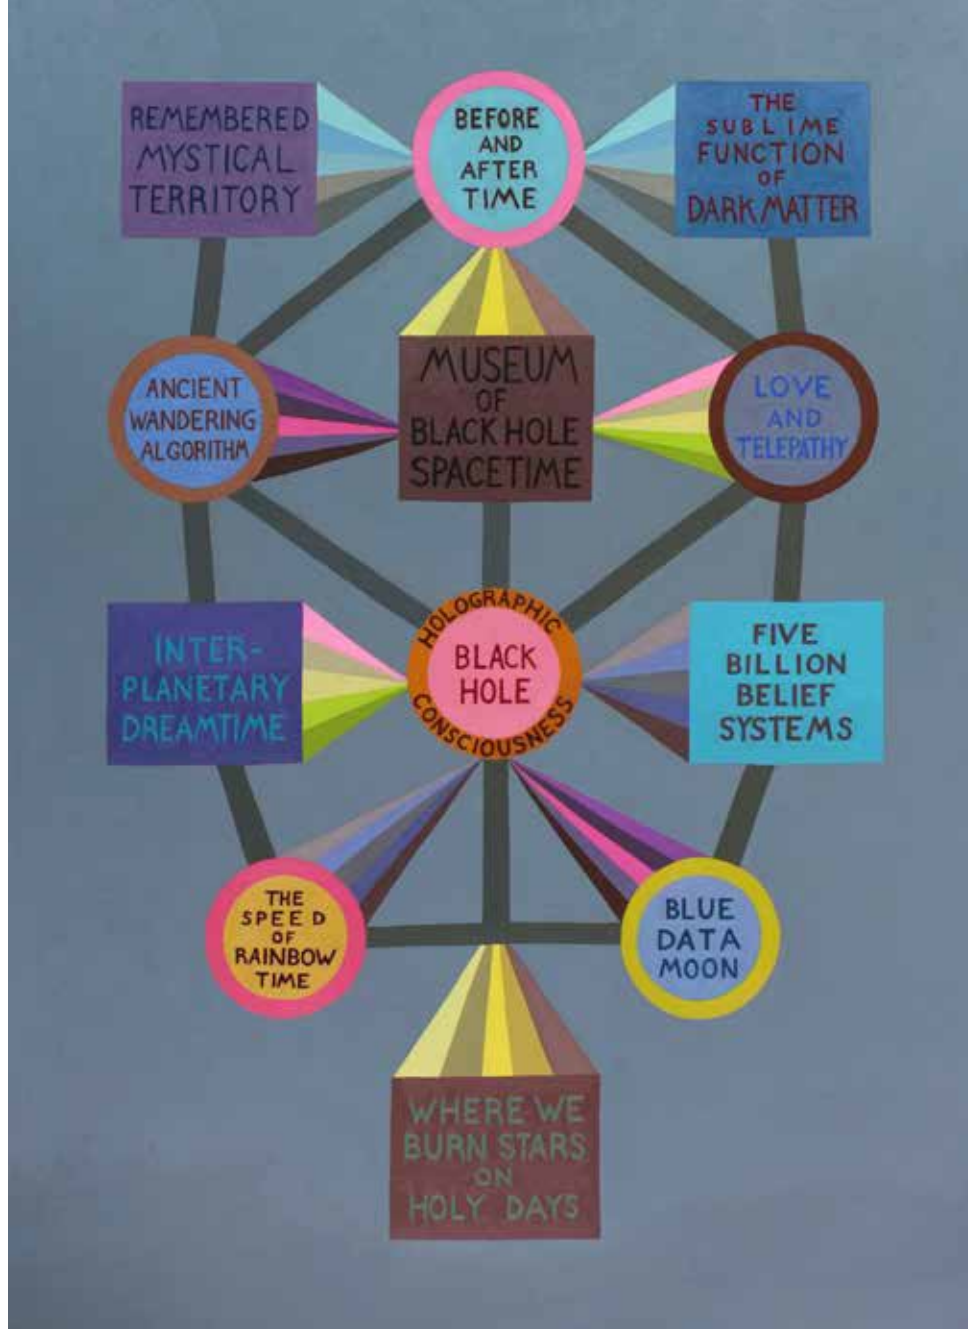 REMEMBERED
MYSTICAL
TERRITORY
BEFORE
AND
AFTER
TIME
THE
SUBLIME
FUNCTION
OF
DARK MATTER
ANCIENT
WANDERING
ALGORITHM
MUSEUM
OF
BLACK HOLE
SPACETIME
LOVE
AND
TELEPATHY
INTER-
PLANETARY
DREAMTIME
HOLOGRAPHIC
BLACK
HOLE
CONSCIOUSNESS
FIVE
BILLION
BELIEF
SYSTEMS
THE
SPEED
OF
RAINBOW
TIME
BLUE
DATA
MOON
WHERE WE
BURN STARS
ON
HOLY DAYS